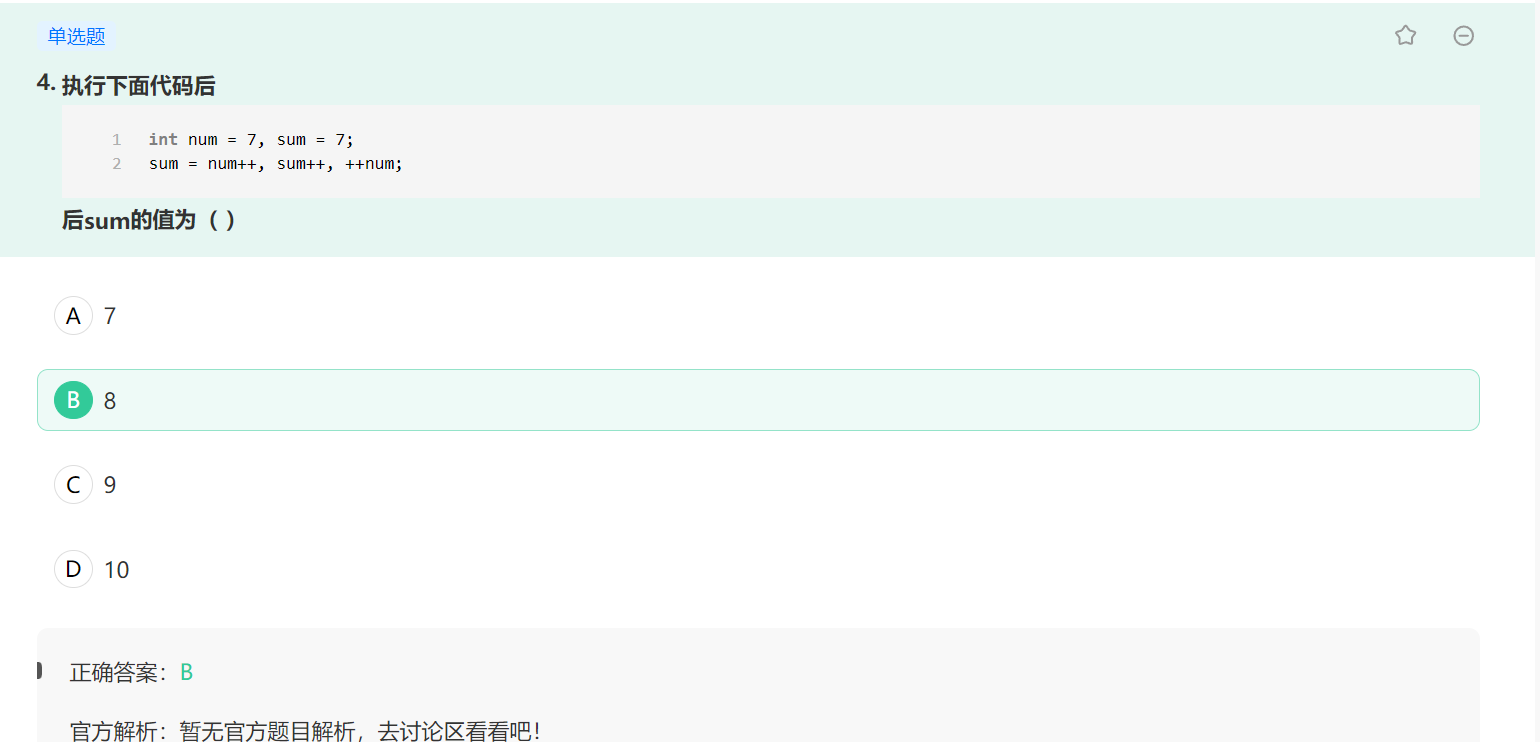 单选题
4. 执行下面代码后
1 int num = 7, sum = 7;
2 sum = num++, sum++, ++num;
后sum的值为（ ）
A 7
B 8
C 9
D 10
正确答案：B
官方解析：暂无官方题目解析，去讨论区看看吧！